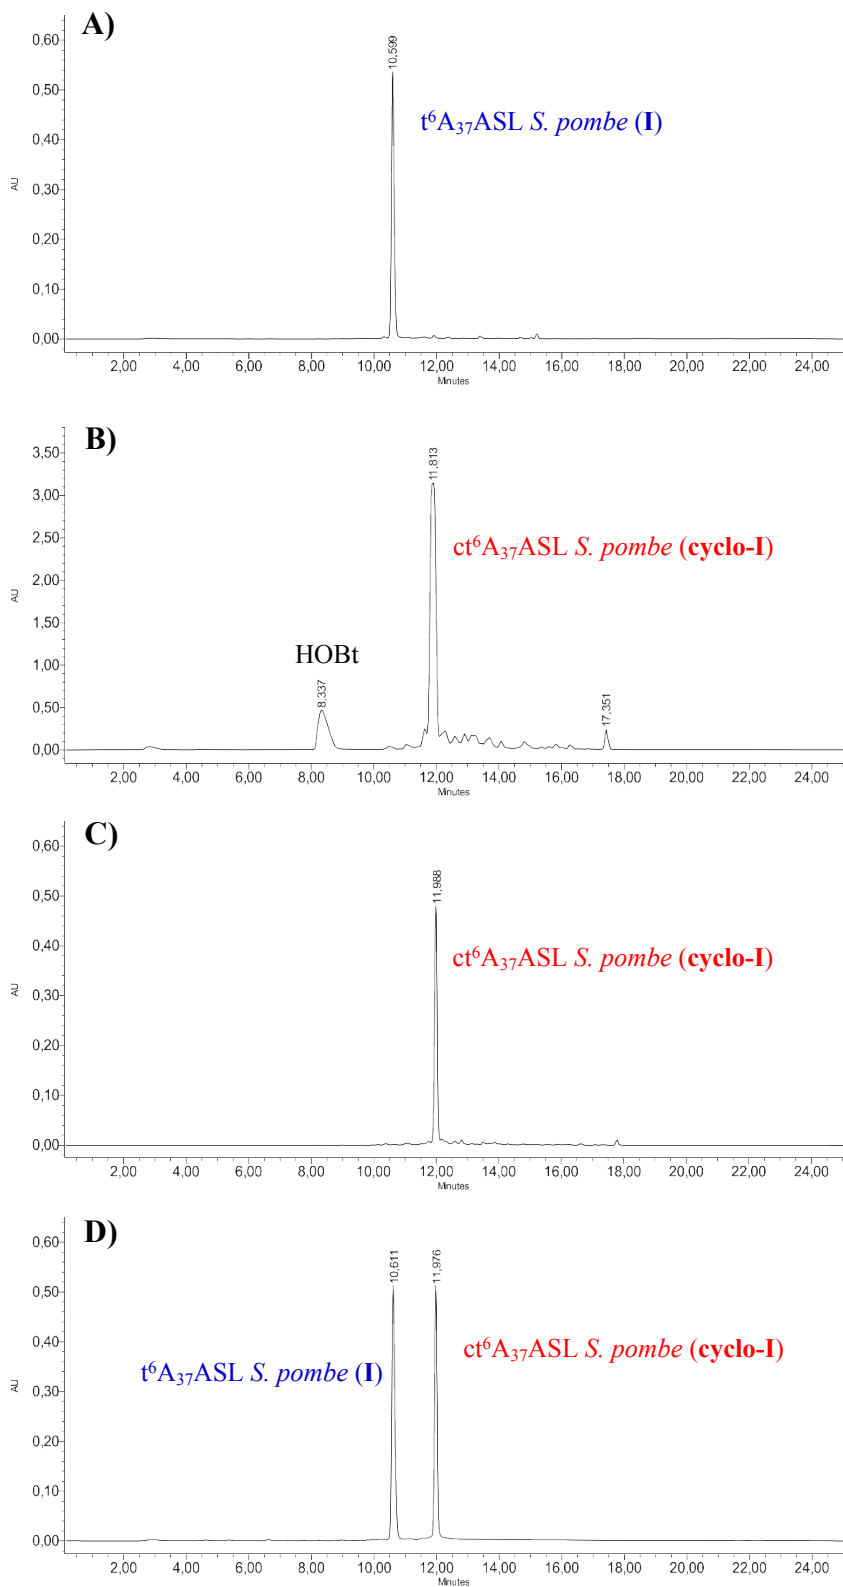 A)
0,60
0,50
0,40
0,30
0,20
0,10
0,00
AU
10,599
t⁶A₃₇ASL S. pombe (I)
2,00 4,00 6,00 8,00 10,00 12,00 14,00 16,00 18,00 20,00 22,00 24,00
Minutes
B)
3,50
3,00
2,50
2,00
1,50
1,00
0,50
0,00
AU
11,813
ct⁶A₃₇ASL S. pombe (cyclo-I)
HOBt
8,337
17,351
2,00 4,00 6,00 8,00 10,00 12,00 14,00 16,00 18,00 20,00 22,00 24,00
Minutes
C)
0,60
0,50
0,40
0,30
0,20
0,10
0,00
AU
11,988
ct⁶A₃₇ASL S. pombe (cyclo-I)
2,00 4,00 6,00 8,00 10,00 12,00 14,00 16,00 18,00 20,00 22,00 24,00
Minutes
D)
0,60
0,50
0,40
0,30
0,20
0,10
0,00
AU
10,611
11,976
t⁶A₃₇ASL S. pombe (I)
ct⁶A₃₇ASL S. pombe (cyclo-I)
2,00 4,00 6,00 8,00 10,00 12,00 14,00 16,00 18,00 20,00 22,00 24,00
Minutes